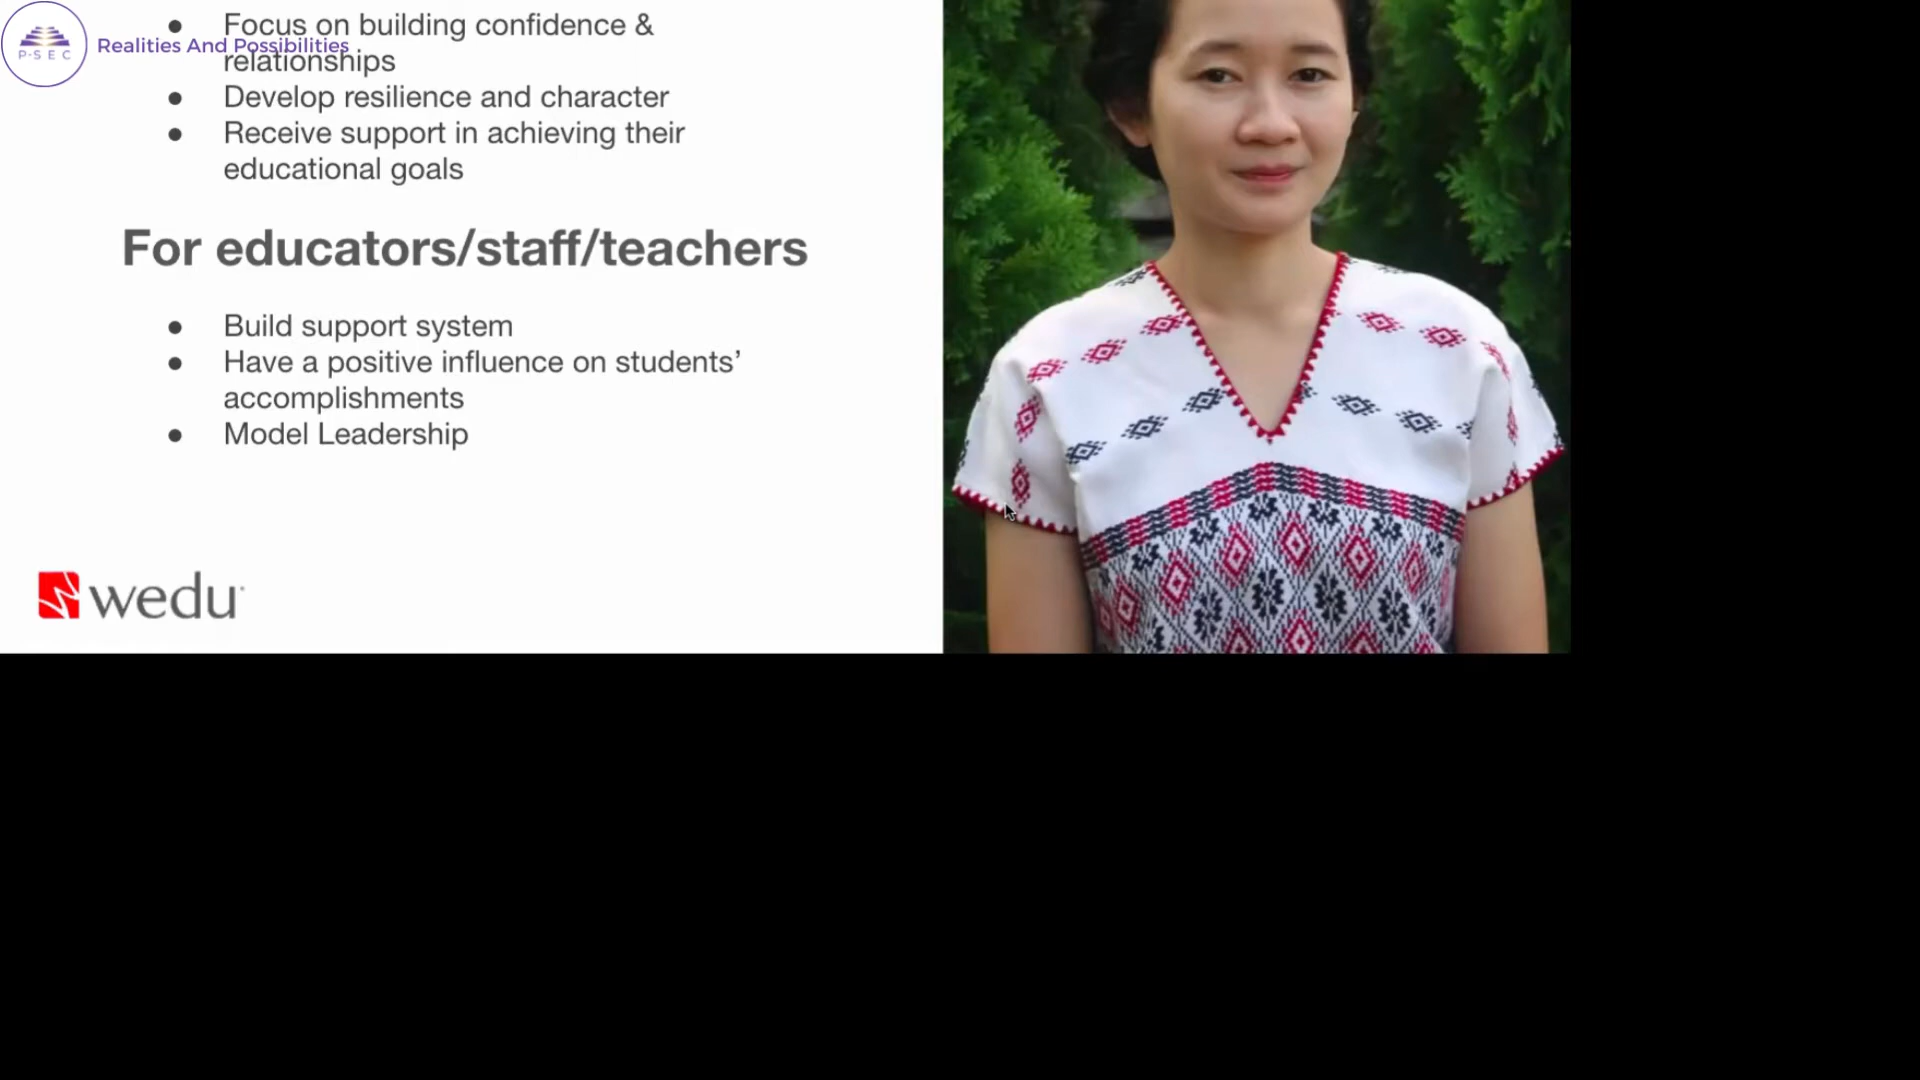 Focus on building confidence &
relationships
P-SEC
Realities And Possibilities
Develop resilience and character
Receive support in achieving their
educational goals
For educators/staff/teachers
Build support system
Have a positive influence on students’
accomplishments
Model Leadership
wedu